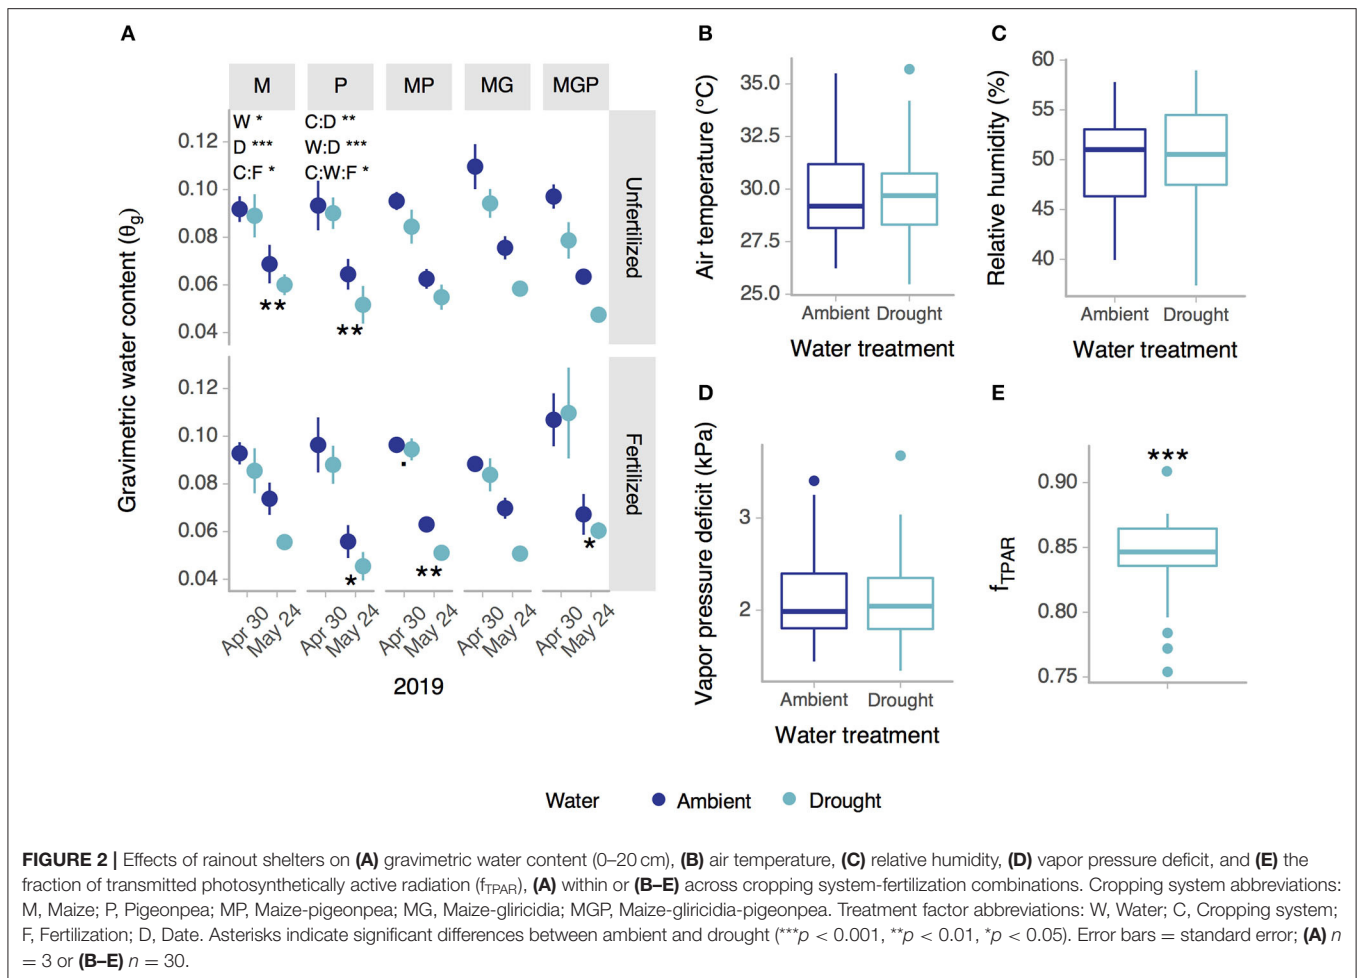 A
M P MP MG MGP
W * C:D **
D *** W:D ***
C:F * C:W:F *
Gravimetric water content (θg)
0.12
0.10
0.08
0.06
0.04
** **
Unfertilized
0.12
0.10
0.08
0.06
0.04
* ** *
Fertilized
Apr 30 May 24 Apr 30 May 24 Apr 30 May 24 Apr 30 May 24 Apr 30 May 24
2019
B
Air temperature (°C)
35.0
32.5
30.0
27.5
25.0
Ambient Drought
Water treatment
C
Relative humidity (%)
60
55
50
45
40
Ambient Drought
Water treatment
D
Vapor pressure deficit (kPa)
3
2
Ambient Drought
Water treatment
E
***
fTPAR
0.90
0.85
0.80
0.75
Water Ambient Drought
FIGURE 2 | Effects of rainout shelters on (A) gravimetric water content (0–20 cm), (B) air temperature, (C) relative humidity, (D) vapor pressure deficit, and (E) the
fraction of transmitted photosynthetically active radiation (fTPAR), (A) within or (B–E) across cropping system-fertilization combinations. Cropping system abbreviations:
M, Maize; P, Pigeonpea; MP, Maize-pigeonpea; MG, Maize-gliricidia; MGP, Maize-gliricidia-pigeonpea. Treatment factor abbreviations: W, Water; C, Cropping system;
F, Fertilization; D, Date. Asterisks indicate significant differences between ambient and drought (***p < 0.001, **p < 0.01, *p < 0.05). Error bars = standard error; (A) n
= 3 or (B–E) n = 30.